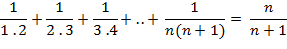 1/1.2 + 1/2.3 + 1/3.4 + .. + 1/n(n+1) = n/n+1